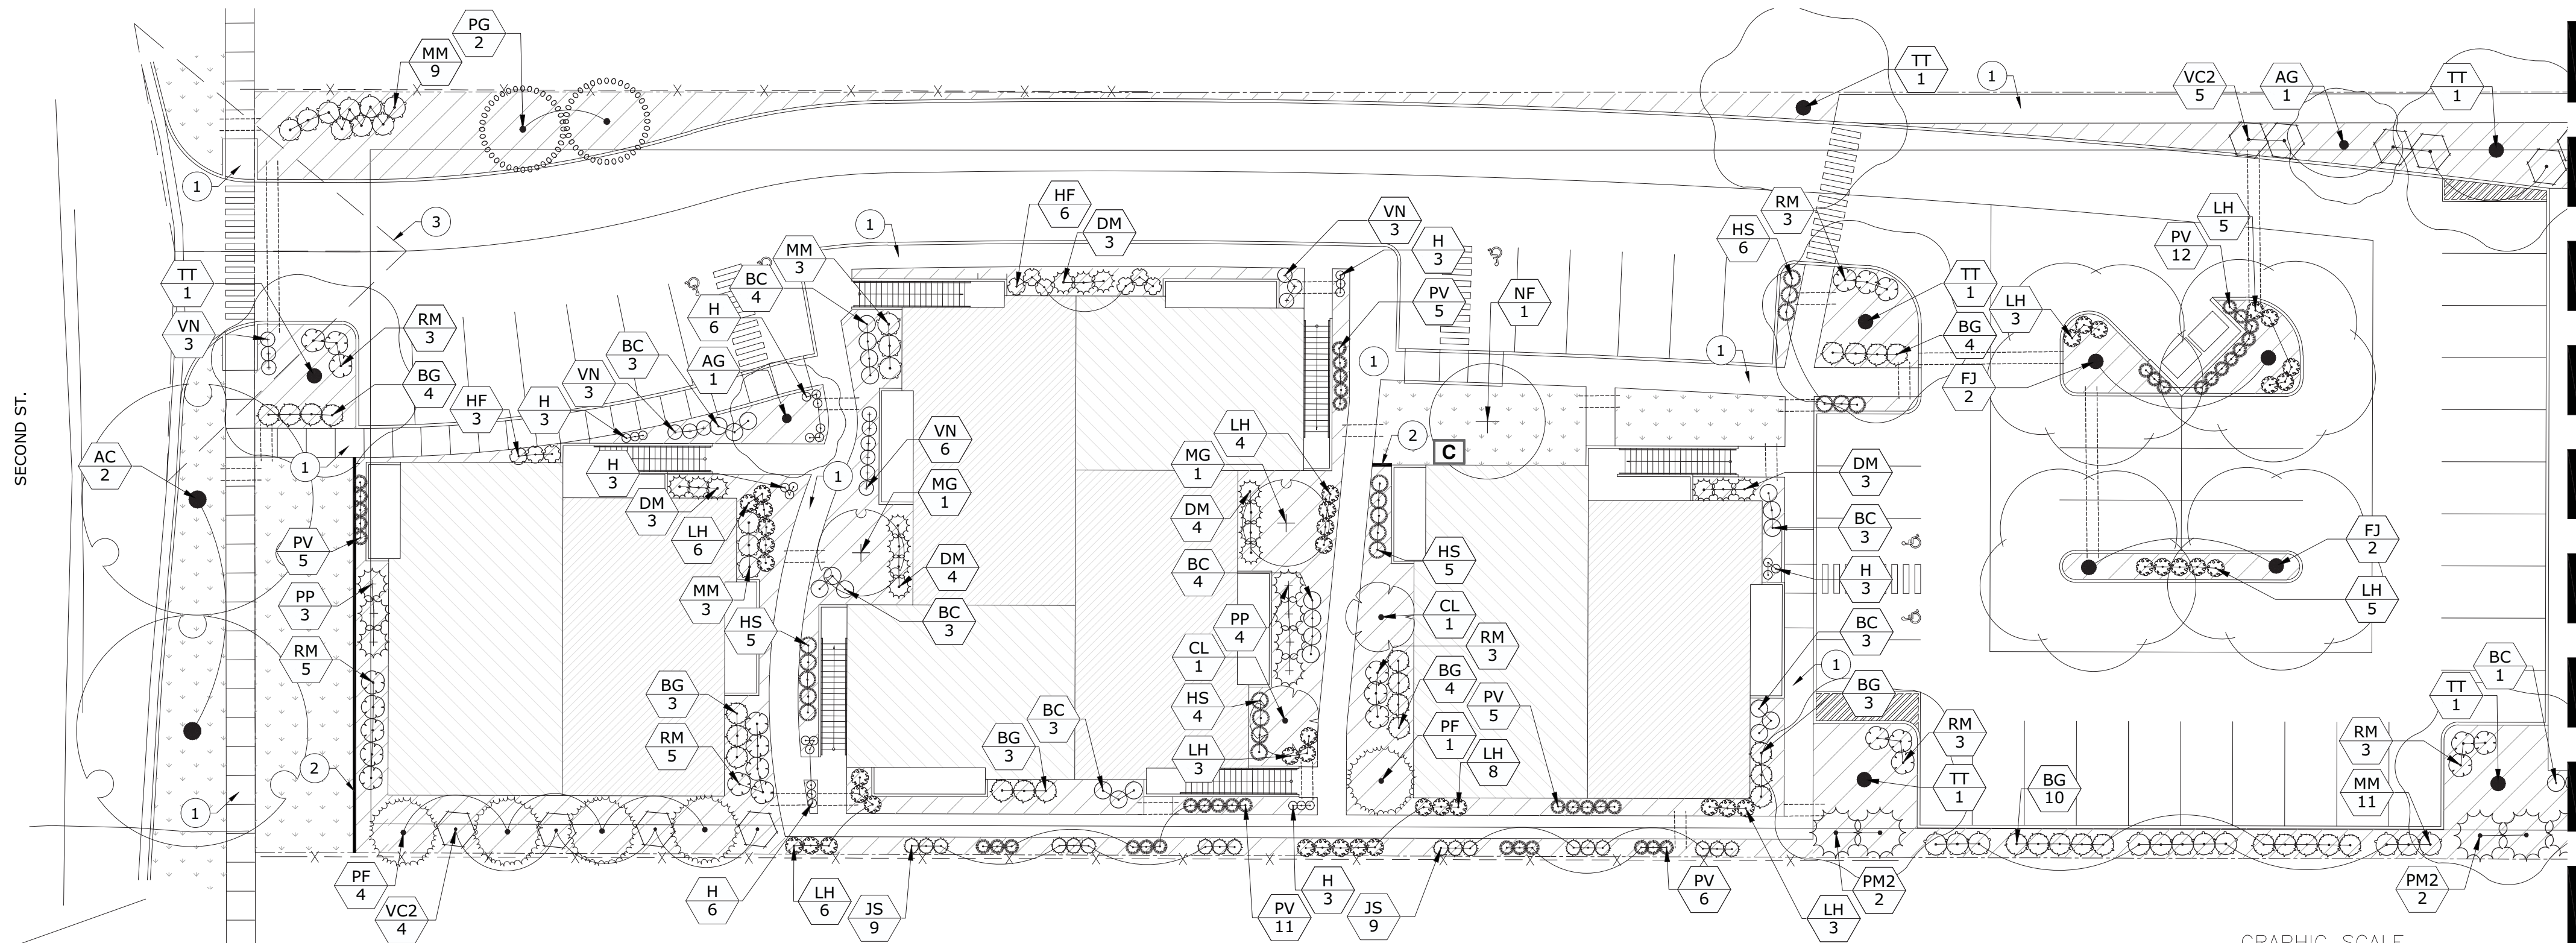 PG
2
MM
9
TT
1
1
VC2
5
AG
1
TT
1
1
3
HF
6
DM
3
1
VN
3
H
3
RM
3
HS
6
LH
5
PV
12
MM
3
BC
4
H
6
TT
1
VN
3
RM
3
BG
4
HF
3
H
3
VN
3
BC
3
AG
1
PV
5
NF
1
1
1
TT
1
BG
4
LH
3
FJ
2
SECOND ST.
AC
2
1
H
3
DM
3
LH
6
1
VN
6
MG
1
LH
4
MG
1
DM
4
2
C
DM
3
BC
3
PV
5
PP
3
RM
5
MM
3
HS
5
DM
4
BC
3
BC
4
PP
4
HS
5
CL
1
RM
3
H
3
BC
3
FJ
2
LH
5
BG
3
RM
5
BG
3
BC
3
CL
1
HS
4
LH
3
BG
4
PV
5
PF
1
LH
8
1
BG
3
RM
3
TT
1
BG
10
BC
1
TT
1
RM
3
MM
11
2
1
PF
4
VC2
4
H
6
LH
6
JS
9
PV
11
H
3
JS
9
PV
6
LH
3
PM2
2
PM2
2
GRAPHIC SCALE